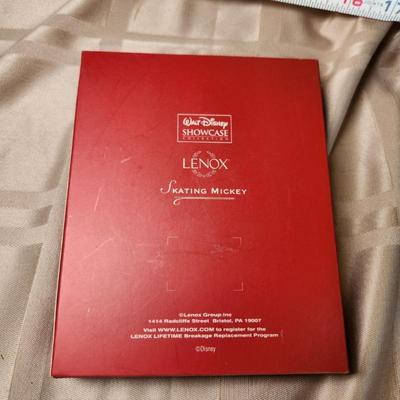 WALT DISNEY
SHOWCASE
COLLECTION
LENOX
SKATING MICKEY
©Lenox Group Inc
1414 Radcliffe Street Bristol, PA 19007
Visit WWW.LENOX.COM to register for the
LENOX LIFETIME Breakage Replacement Program
©Disney